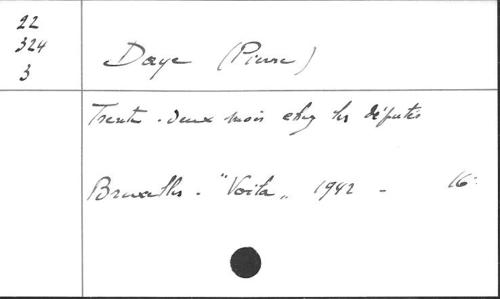 22
324
3
Daye (Pierre)
Trente-deux mois chez les députés
Bruxelles - "Voilà" 1942 - 16°